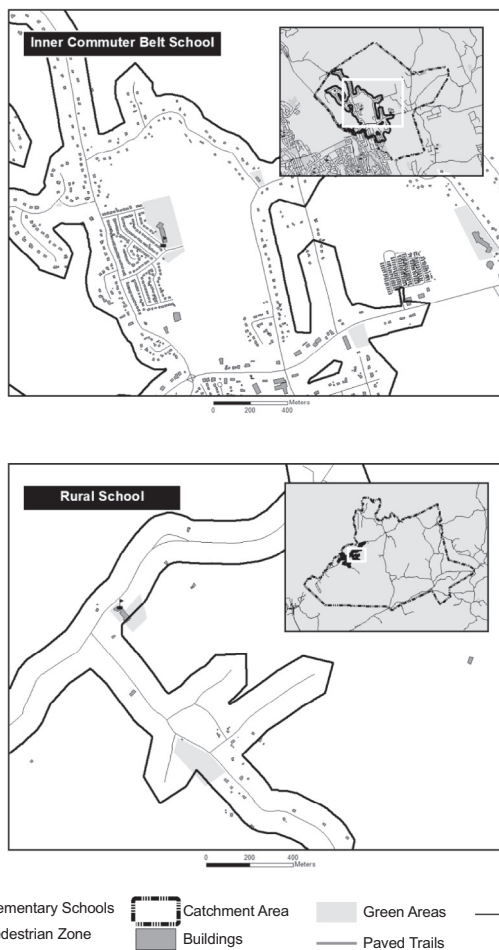 Inner Commuter Belt School
Meters
0 200 400
Rural School
0 200 400
Meters
ementary Schools
Catchment Area
Green Areas
destrian Zone
Buildings
Paved Trails